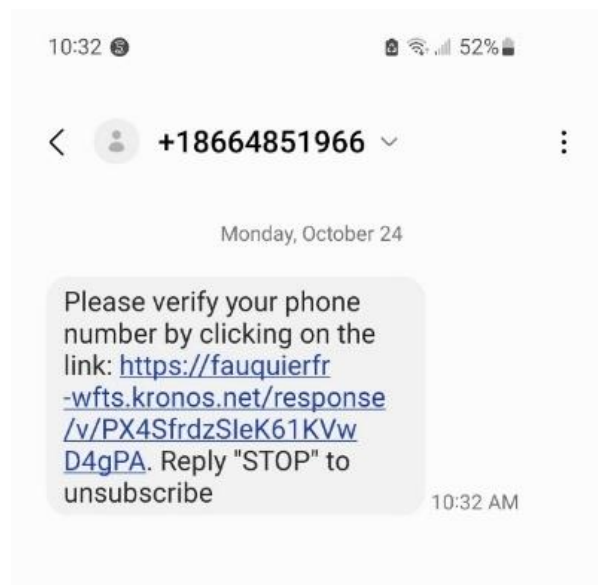 10:32 52%
+18664851966
Monday, October 24
Please verify your phone
number by clicking on the
link: https://fauquierfr
-wfts.kronos.net/response
/v/PX4SfrdzSIeK61KVw
D4gPA. Reply "STOP" to
unsubscribe
10:32 AM